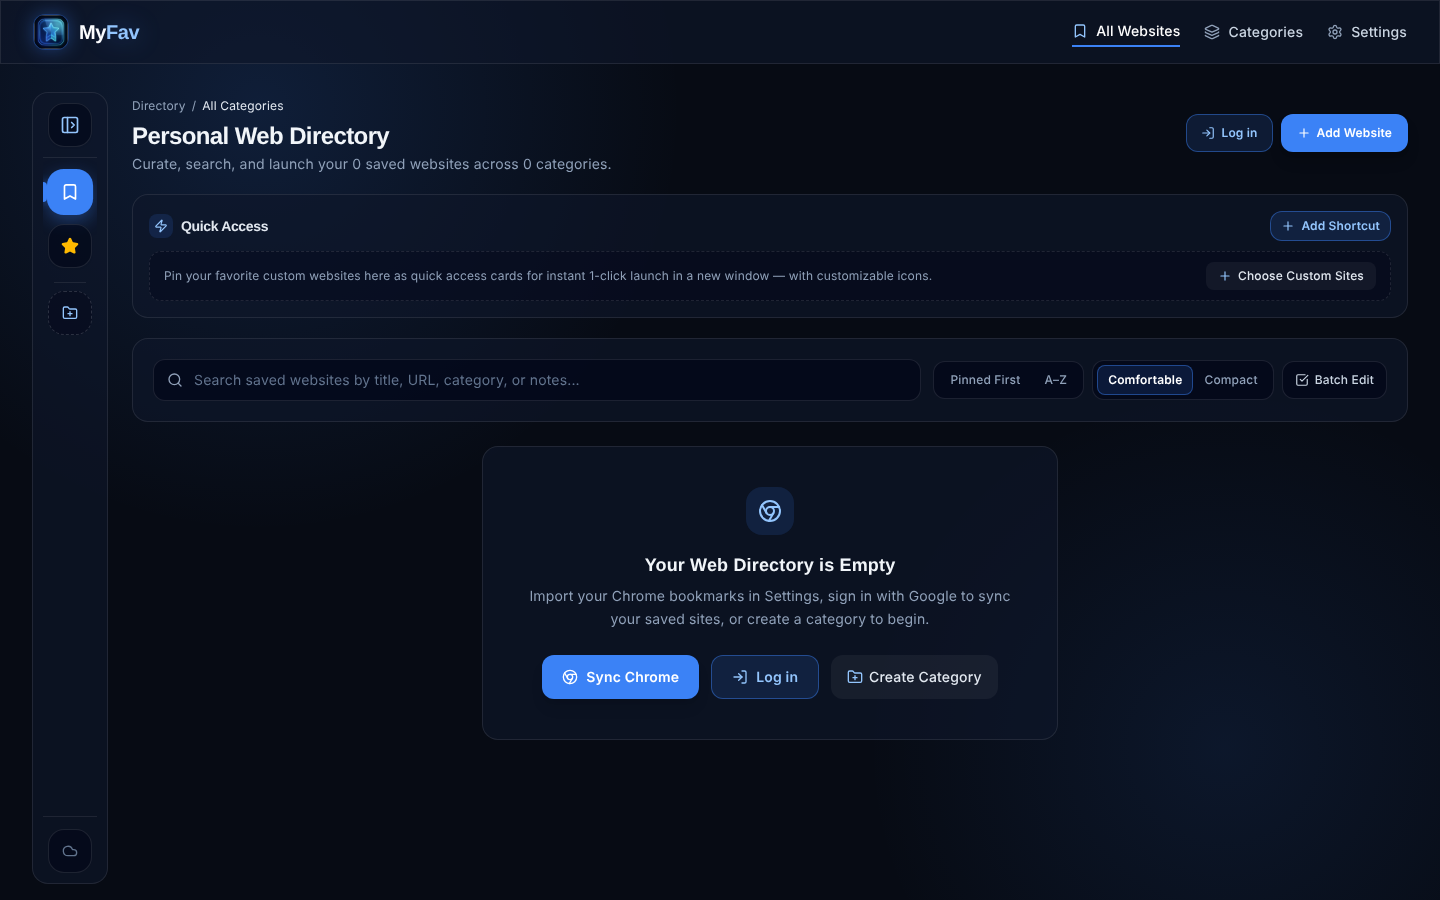 MyFav
All Websites
Categories
Settings
Directory / All Categories
Personal Web Directory
Curate, search, and launch your 0 saved websites across 0 categories.
Log in
Add Website
Quick Access
Add Shortcut
Pin your favorite custom websites here as quick access cards for instant 1-click launch in a new window — with customizable icons.
Choose Custom Sites
Search saved websites by title, URL, category, or notes...
Pinned First
A–Z
Comfortable
Compact
Batch Edit
Your Web Directory is Empty
Import your Chrome bookmarks in Settings, sign in with Google to sync
your saved sites, or create a category to begin.
Sync Chrome
Log in
Create Category